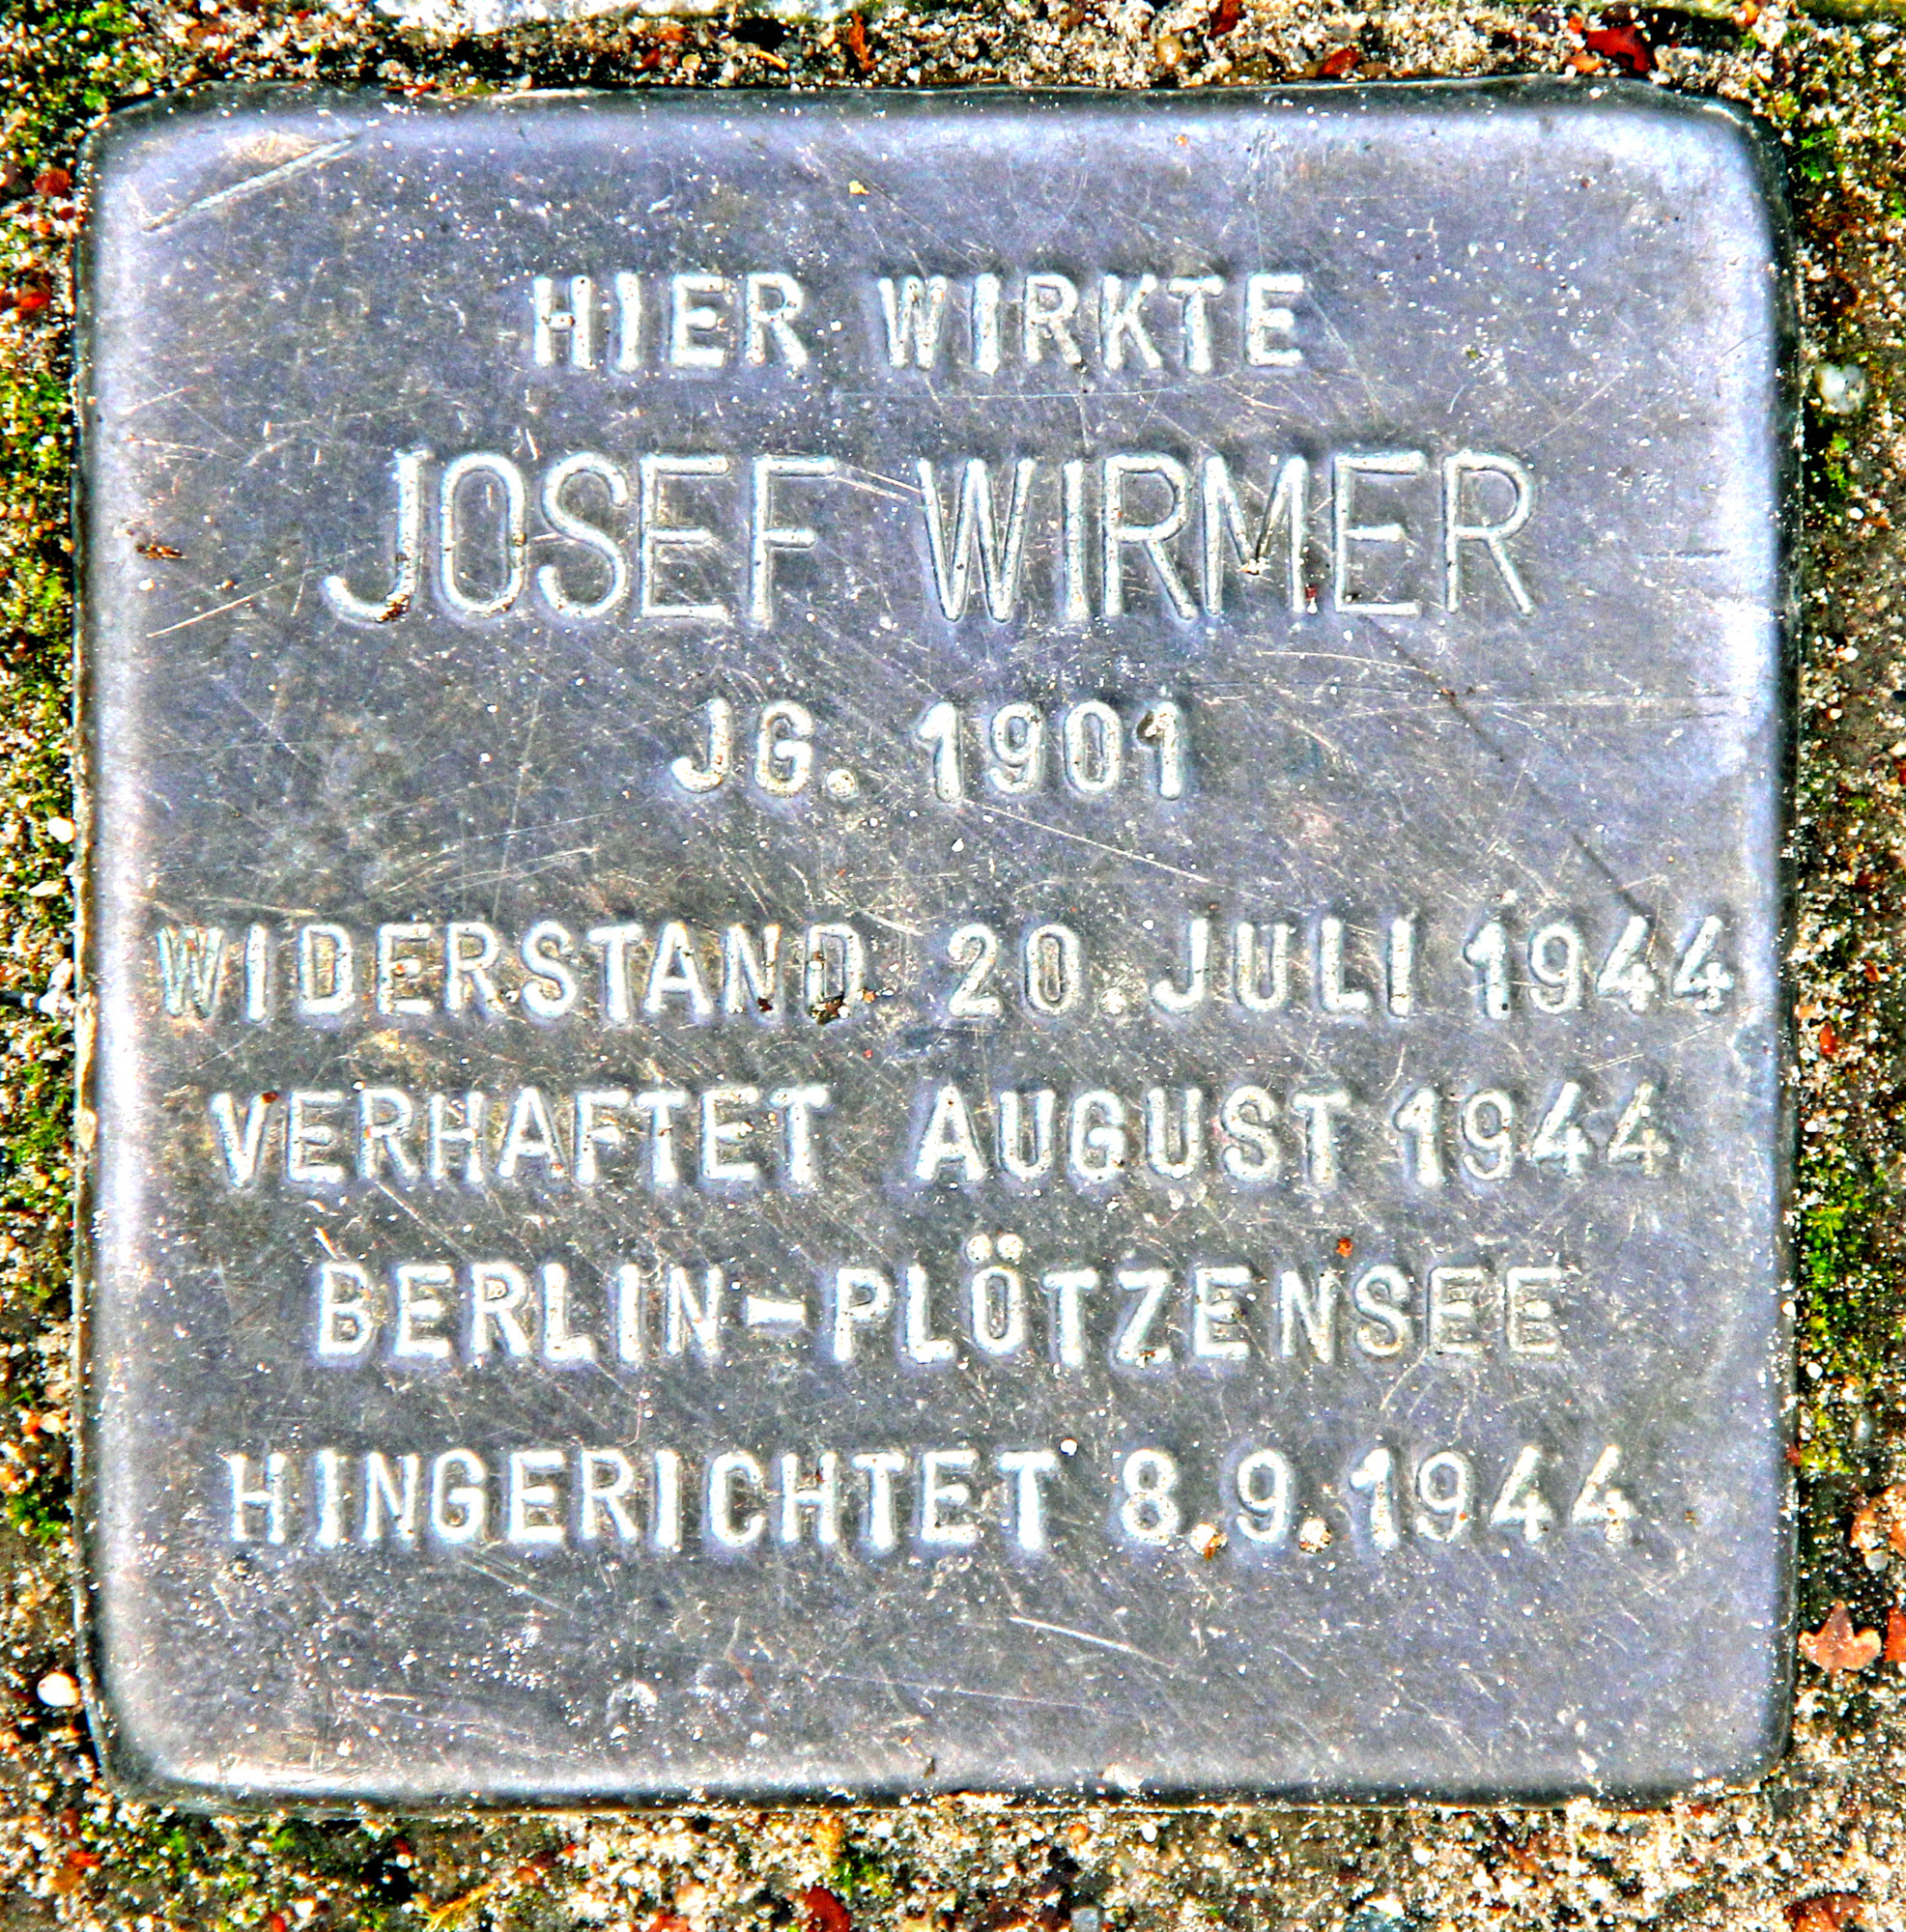 HIER WIRKTE
JOSEF WIRMER
JG. 1901
WIDERSTAND 20. JULI 1944
VERHAFTET AUGUST 1944
BERLIN-PLÖTZENSEE
HINGERICHTET 8.9.1944